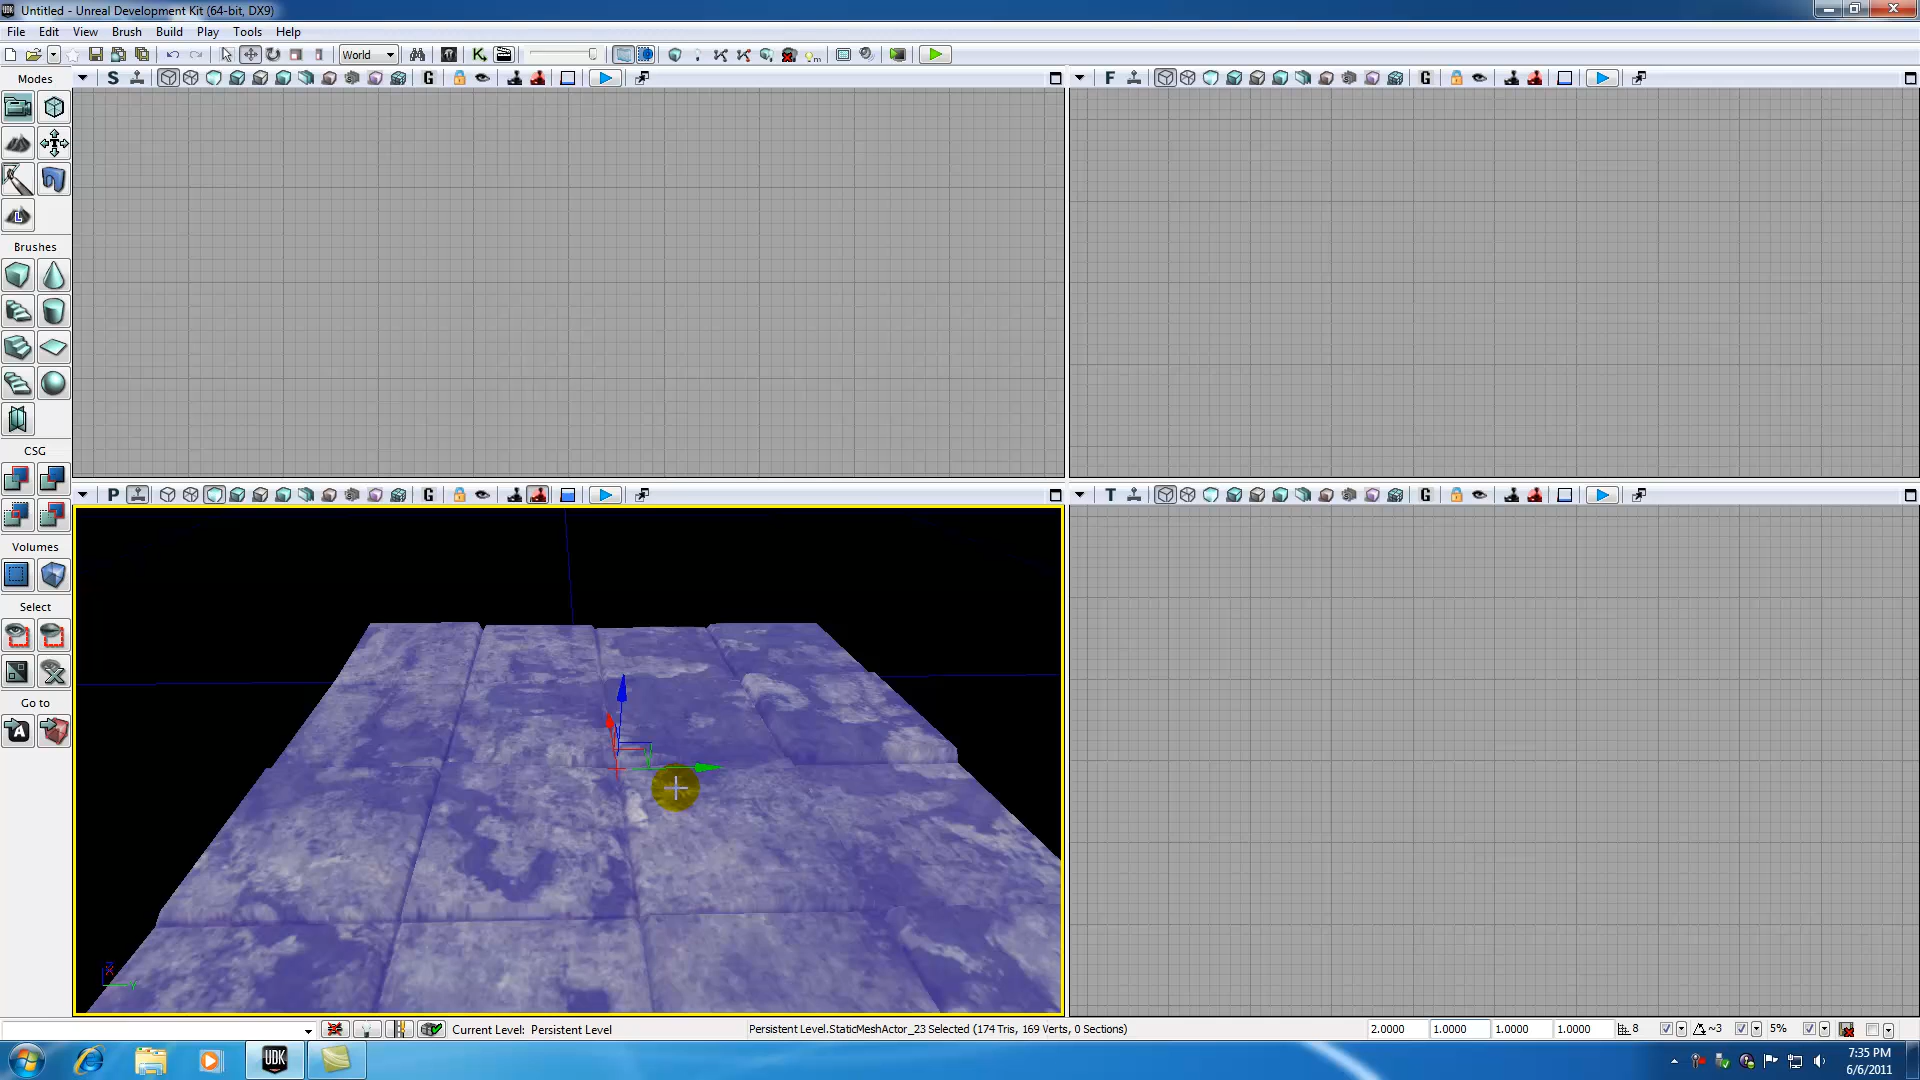 Untitled - Unreal Development Kit (64-bit, DX9)
File Edit View Brush Build Play Tools Help
World
Modes
S G
F G
L
Brushes
CSG
P G
T G
Volumes
Select
Go to
A
Current Level: Persistent Level
Persistent Level.StaticMeshActor_23 Selected (174 Tris, 169 Verts, 0 Sections)
2.0000 1.0000 1.0000 1.0000 8 ~3 5%
UDK
7:35 PM
6/6/2011